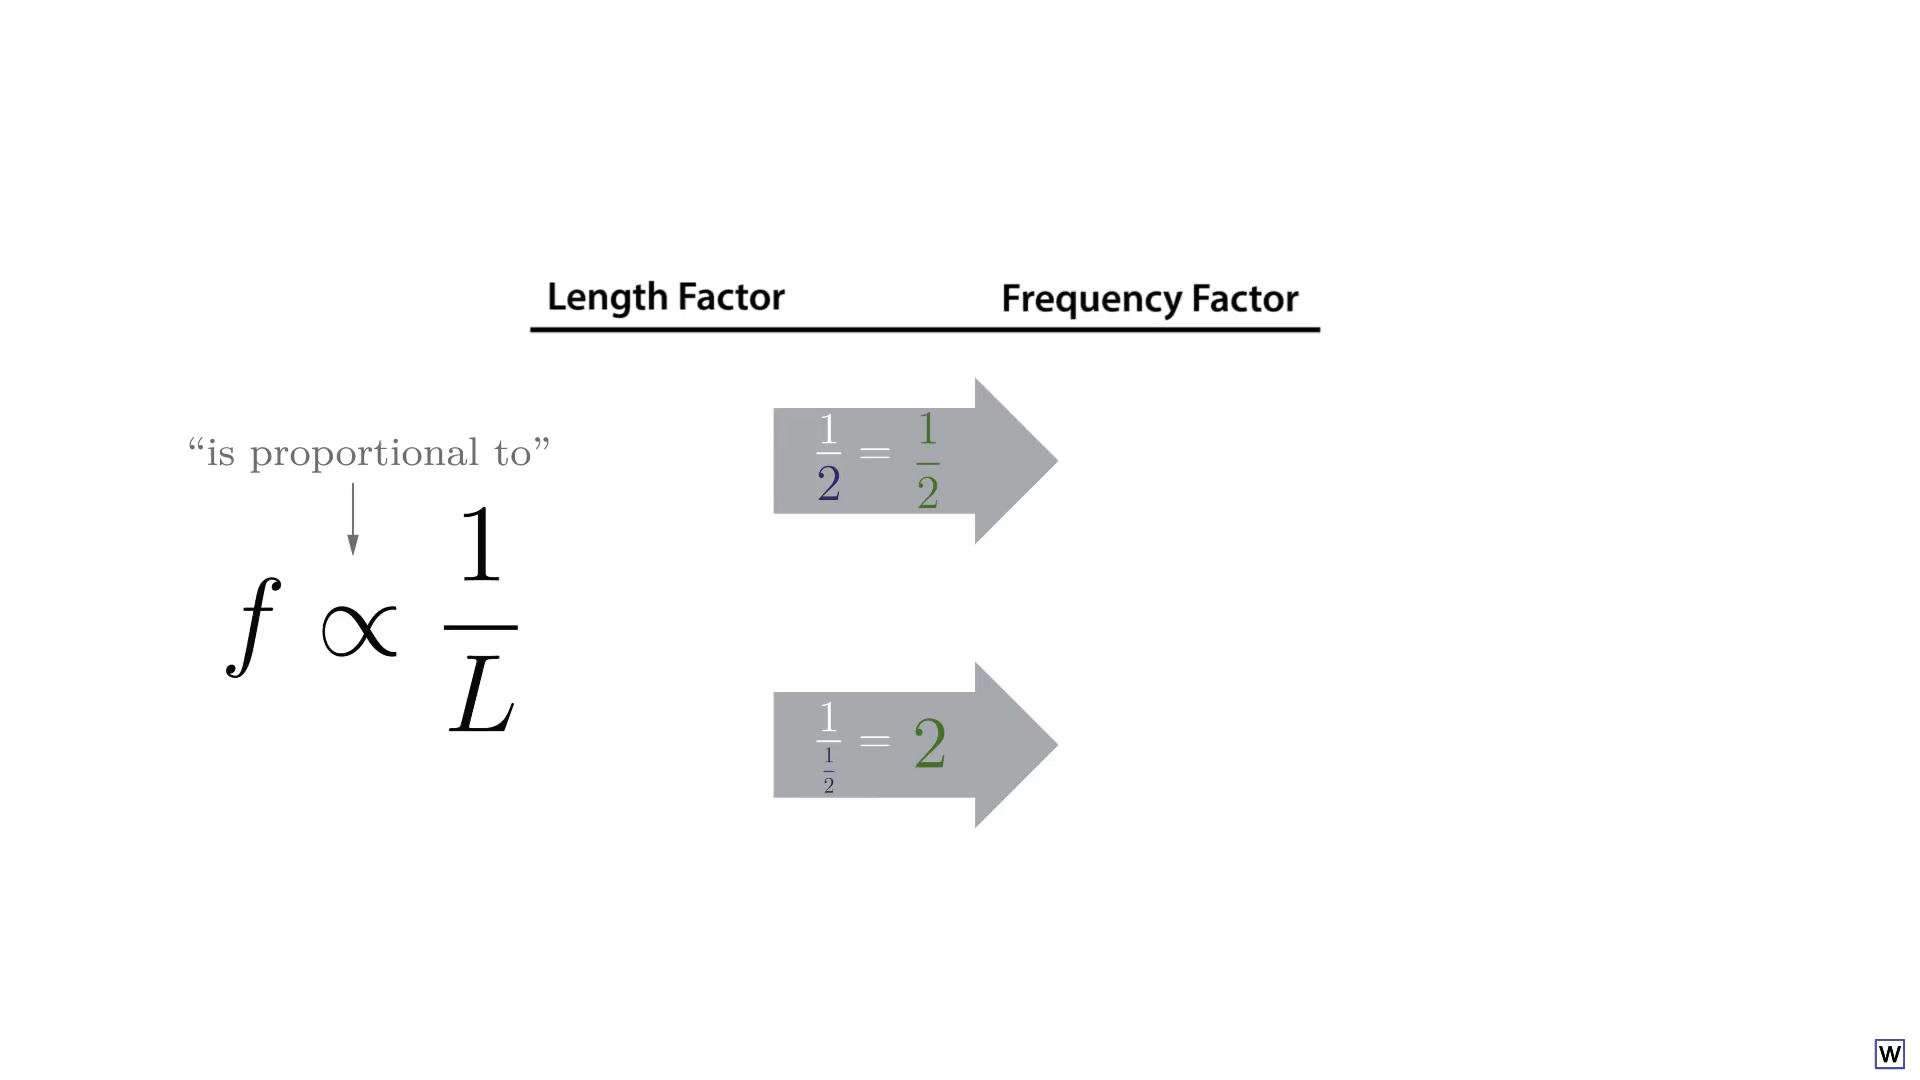 Length Factor Frequency Factor
1/2 = 1/2
“is proportional to”
f ∝ 1/L
1/(1/2) = 2
W